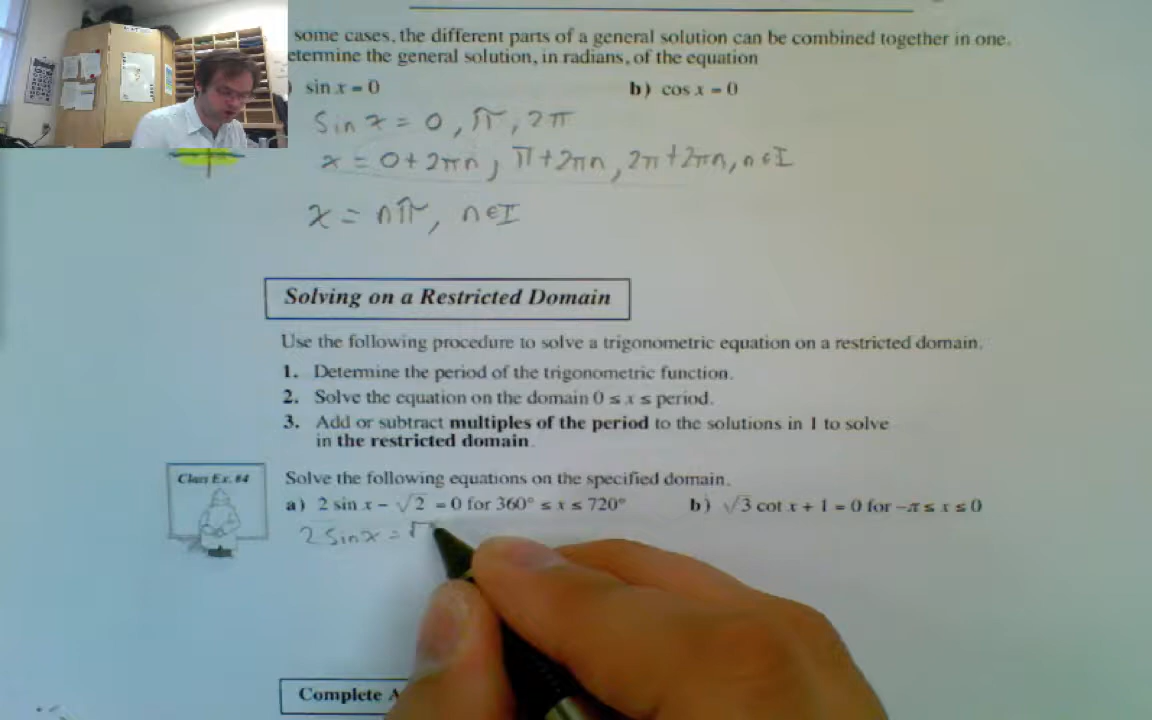 some cases, the different parts of a general solution can be combined together in one.
etermine the general solution, in radians, of the equation
) sin x = 0
b) cos x = 0
Sin x = 0, π, 2π
x = 0 + 2πn, π + 2πn, 2π + 2πn, n ∈ I
x = nπ, n ∈ I
Solving on a Restricted Domain
Use the following procedure to solve a trigonometric equation on a restricted domain.
1. Determine the period of the trigonometric function.
2. Solve the equation on the domain 0 ≤ x ≤ period.
3. Add or subtract multiples of the period to the solutions in 1 to solve
in the restricted domain.
Class Ex. #4
Solve the following equations on the specified domain.
a) 2 sin x − √2 = 0 for 360° ≤ x ≤ 720°
b) √3 cot x + 1 = 0 for −π ≤ x ≤ 0
2 Sin x = √
Complete A